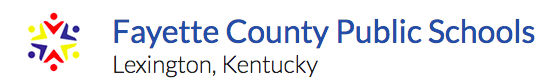 Fayette County Public Schools
Lexington, Kentucky